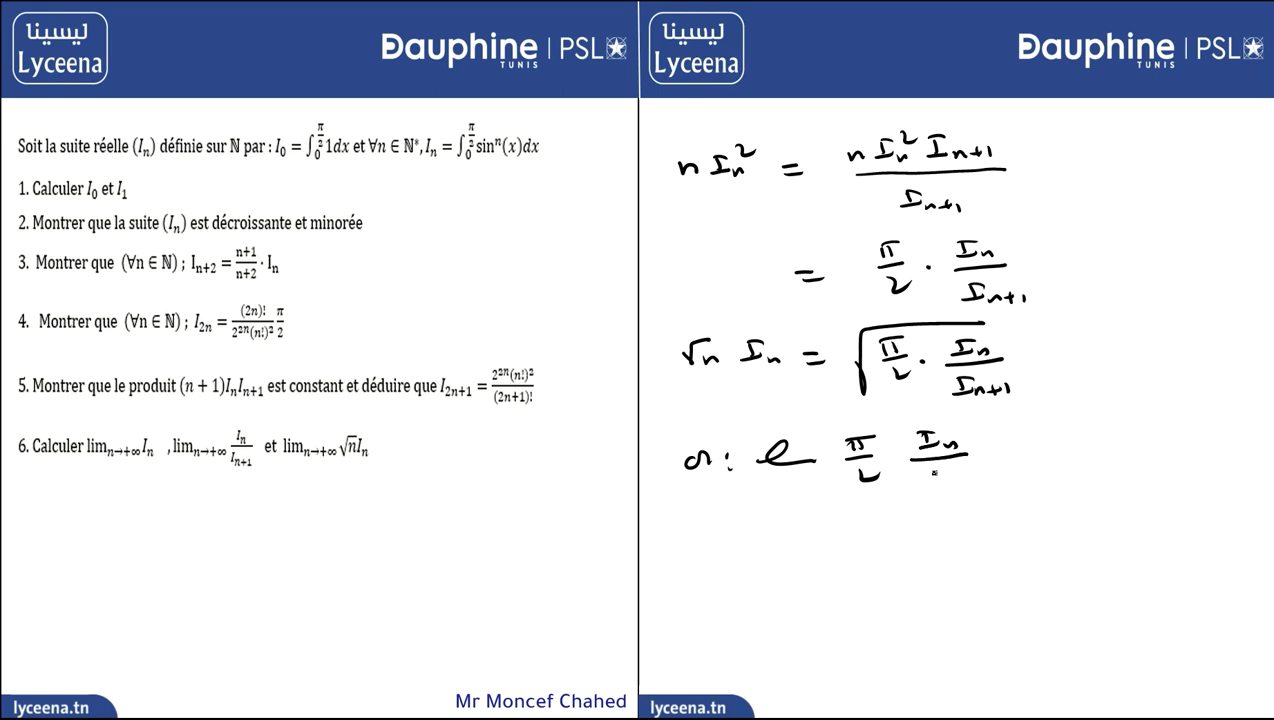 ليسينا
Lyceena
Dauphine | PSL
TUNIS
Soit la suite réelle (Iₙ) définie sur ℕ par : I₀ = ∫₀^{π/2} 1dx et ∀n ∈ ℕ*, Iₙ = ∫₀^{π/2} sinⁿ(x)dx
1. Calculer I₀ et I₁
2. Montrer que la suite (Iₙ) est décroissante et minorée
3. Montrer que (∀n ∈ ℕ) ; Iₙ₊₂ = (n+1)/(n+2) · Iₙ
4. Montrer que (∀n ∈ ℕ) ; I₂ₙ = (2n)!/(2²ⁿ(n!)²) π/2
5. Montrer que le produit (n + 1)IₙIₙ₊₁ est constant et déduire que I₂ₙ₊₁ = 2²ⁿ(n!)²/(2n+1)!
6. Calculer limₙ→+∞ Iₙ , limₙ→+∞ Iₙ/Iₙ₊₁ et limₙ→+∞ √n Iₙ
lyceena.tn
Mr Moncef Chahed
ليسينا
Lyceena
Dauphine | PSL
TUNIS
n Iₙ² = n Iₙ² Iₙ₊₁ / Iₙ₊₁
= π/2 · Iₙ/Iₙ₊₁
√n Iₙ = √(π/2 · Iₙ/Iₙ₊₁)
or : π/2 Iₙ
lyceena.tn